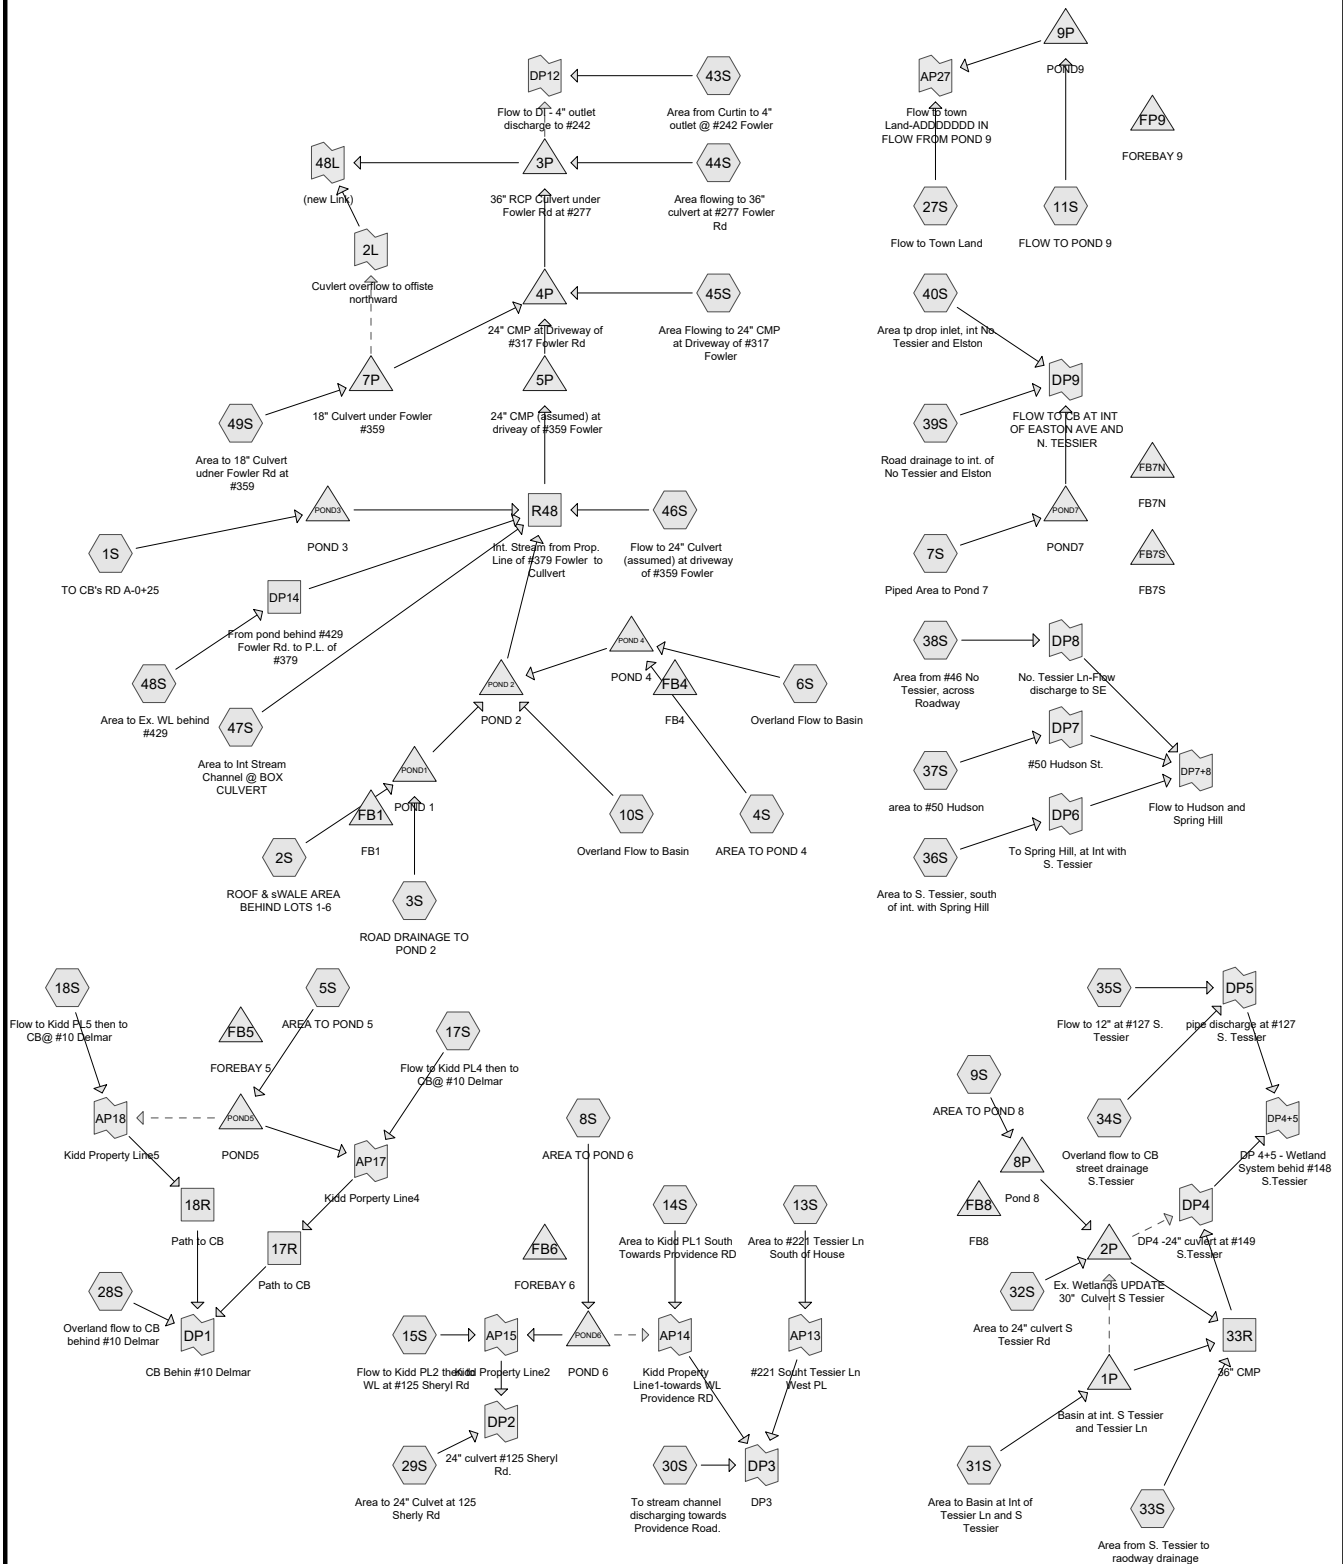 9P
POND9
DP12
Flow to DI - 4" outlet
discharge to #242
43S
Area from Curtin to 4"
outlet @ #242 Fowler
AP27
Flow to town
Land-ADDDDDDD IN
FLOW FROM POND 9
FP9
FOREBAY 9
48L
(new Link)
3P
36" RCP Culvert under
Fowler Rd at #277
44S
Area flowing to 36"
culvert at #277 Fowler
Rd
27S
Flow to Town Land
11S
FLOW TO POND 9
2L
Cuvlert overflow to offiste
northward
4P
24" CMP at Driveway of
#317 Fowler Rd
45S
Area Flowing to 24" CMP
at Driveway of #317
Fowler
40S
Area tp drop inlet, int No
Tessier and Elston
7P
18" Culvert under Fowler
#359
5P
24" CMP (assumed) at
driveay of #359 Fowler
DP9
FLOW TO CB AT INT
OF EASTON AVE AND
N. TESSIER
49S
Area to 18" Culvert
udner Fowler Rd at
#359
39S
Road drainage to int. of
No Tessier and Elston
FB7N
FB7N
POND3
POND 3
R48
Int. Stream from Prop.
Line of #379 Fowler to
Cullvert
46S
Flow to 24" Culvert
(assumed) at driveway
of #359 Fowler
POND7
POND7
1S
TO CB's RD A-0+25
7S
Piped Area to Pond 7
FB7S
FB7S
DP14
From pond behind #429
Fowler Rd. to P.L. of
#379
48S
Area to Ex. WL behind
#429
POND 4
POND 4
38S
Area from #46 No
Tessier, across
Roadway
DP8
No. Tessier Ln-Flow
discharge to SE
POND 2
POND 2
FB4
FB4
6S
Overland Flow to Basin
47S
Area to Int Stream
Channel @ BOX
CULVERT
DP7
#50 Hudson St.
POND1
POND 1
37S
area to #50 Hudson
DP7+8
Flow to Hudson and
Spring Hill
FB1
FB1
10S
Overland Flow to Basin
4S
AREA TO POND 4
DP6
To Spring Hill, at Int with
S. Tessier
2S
ROOF & sWALE AREA
BEHIND LOTS 1-6
3S
ROAD DRAINAGE TO
POND 2
36S
Area to S. Tessier, south
of int. with Spring Hill
18S
Flow to Kidd PL5 then to
CB@ #10 Delmar
FB5
FOREBAY 5
5S
AREA TO POND 5
17S
Flow to Kidd PL4 then to
CB@ #10 Delmar
35S
Flow to 12" at #127 S.
Tessier
DP5
pipe discharge at #127
S. Tessier
9S
AREA TO POND 8
AP18
Kidd Property Line5
POND5
POND5
AP17
Kidd Porperty Line4
8S
AREA TO POND 6
34S
Overland flow to CB
street drainage
S.Tessier
DP4+5
DP 4+5 - Wetland
System behid #148
S.Tessier
8P
Pond 8
FB8
FB8
18R
Path to CB
17R
Path to CB
FB6
FOREBAY 6
14S
Area to Kidd PL1 South
Towards Providence RD
13S
Area to #221 Tessier Ln
South of House
DP4
DP4 -24" cuvlert at #149
S.Tessier
2P
Ex. Wetlands UPDATE
30" Culvert S Tessier
28S
Overland flow to CB
behind #10 Delmar
DP1
CB Behin #10 Delmar
32S
Area to 24" culvert S
Tessier Rd
15S
Flow to Kidd PL2 then to
WL at #125 Sheryl Rd
AP15
Kidd Property Line2
POND6
POND 6
AP14
Kidd Property
Line1-towards WL
Providence RD
AP13
#221 Souht Tessier Ln
West PL
33R
36" CMP
1P
Basin at int. S Tessier
and Tessier Ln
DP2
24" culvert #125 Sheryl
Rd.
29S
Area to 24" Culvet at 125
Sherly Rd
30S
To stream channel
discharging towards
Providence Road.
DP3
DP3
31S
Area to Basin at Int of
Tessier Ln and S
Tessier
33S
Area from S. Tessier to
raodway drainage